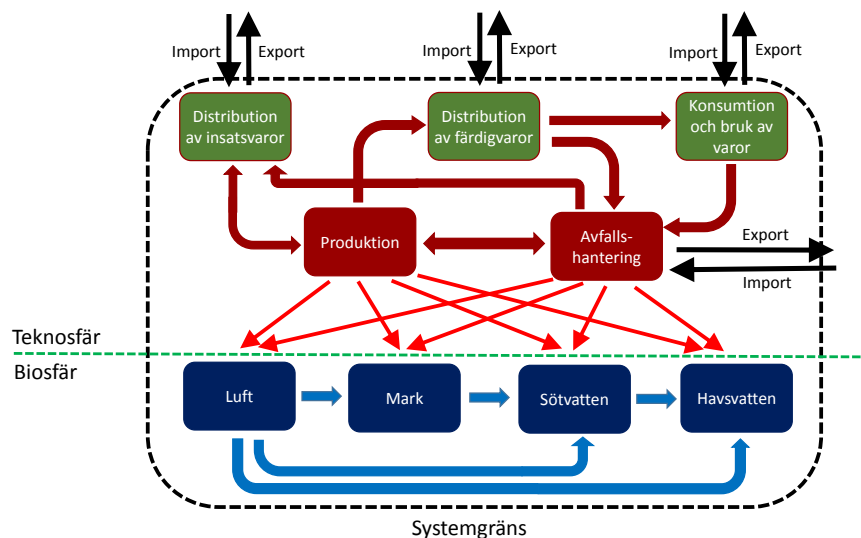 Import
Export
Import
Export
Import
Export
Distribution
av insatsvaror
Distribution
av färdigvaror
Konsumtion
och bruk av
varor
Produktion
Avfalls-
hantering
Export
Import
Teknosfär
Biosfär
Luft
Mark
Sötvatten
Havsvatten
Systemgräns